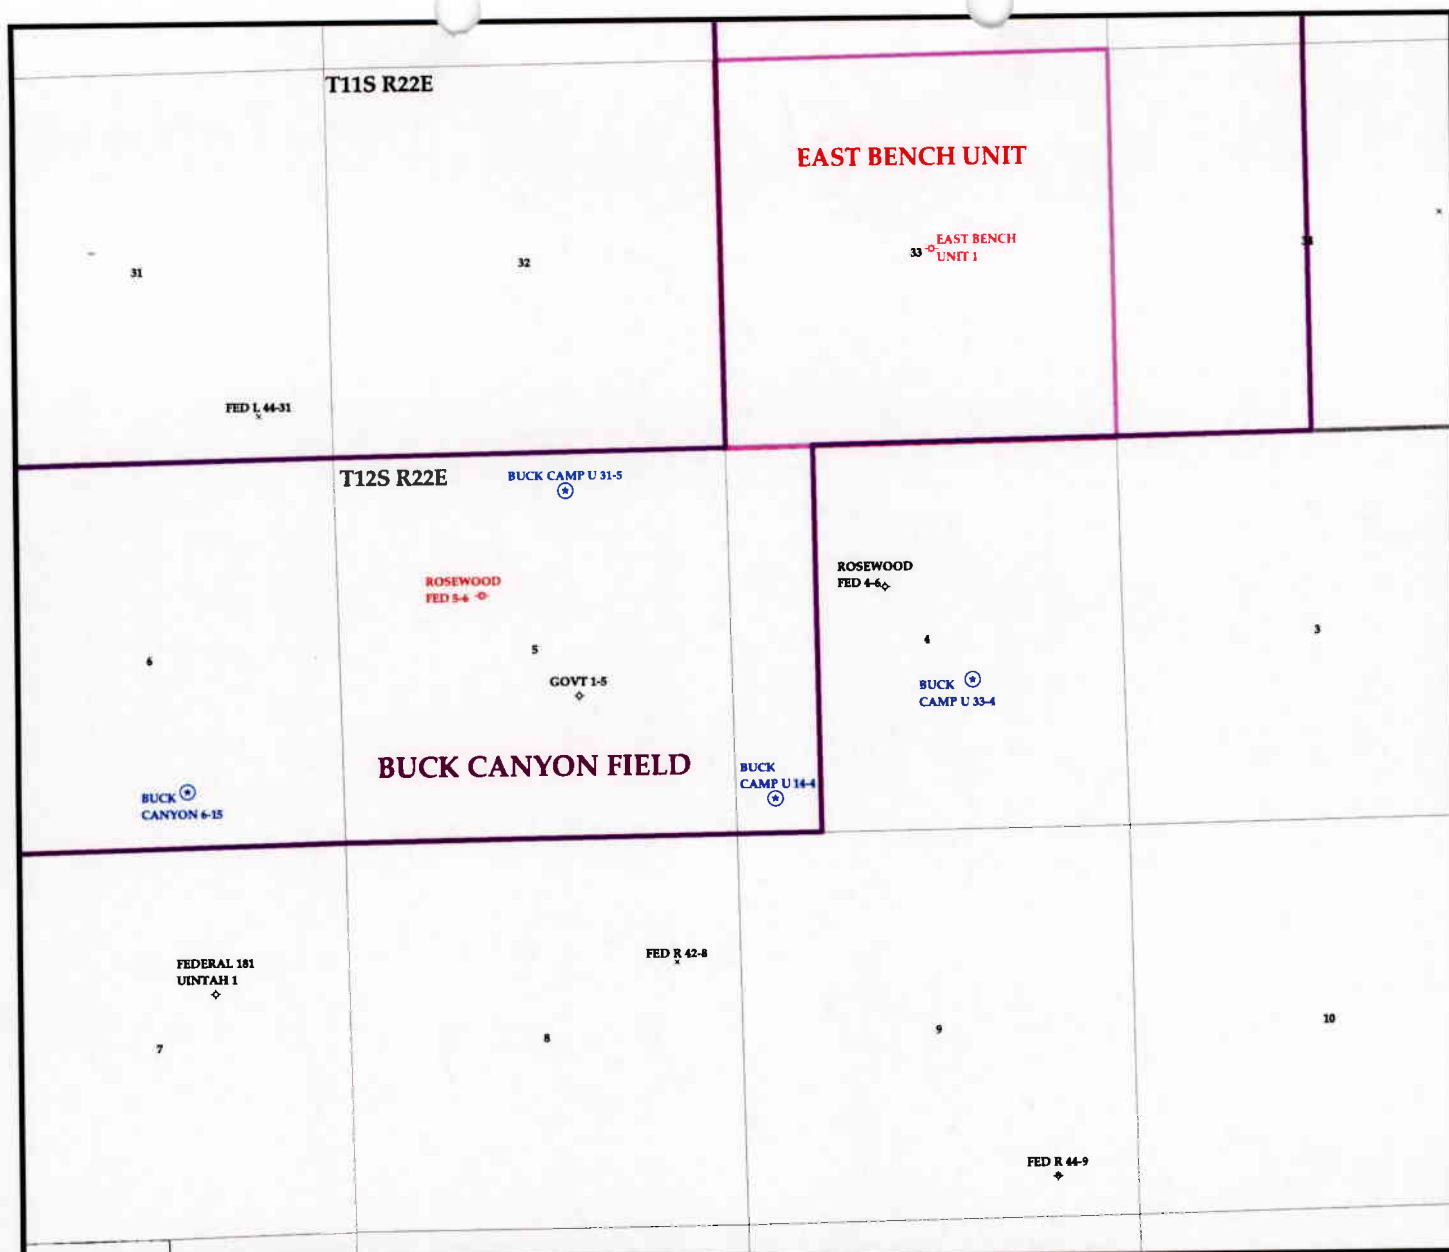 T11S R22E
EAST BENCH UNIT
EAST BENCH
33 UNIT 1
31
32
34
FED L 44-31
T12S R22E
BUCK CAMP U 31-5
ROSEWOOD
FED 4-6
ROSEWOOD
FED 5-6
6
5
4
3
GOVT 1-5
BUCK
CAMP U 33-4
BUCK CANYON FIELD
BUCK
CAMP U 14-4
BUCK
CANYON 6-15
FED R 42-8
FEDERAL 181
UINTAH 1
7
8
9
10
FED R 44-9